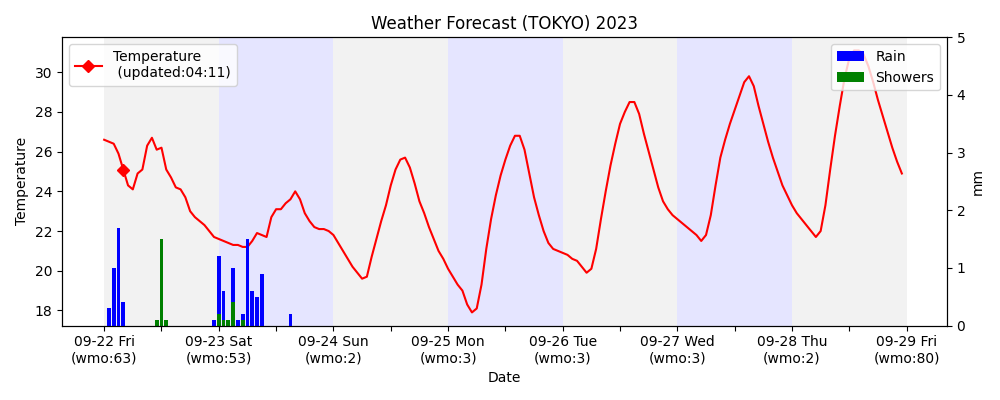 Weather Forecast (TOKYO) 2023
Temperature
(updated:04:11)
Rain
Showers
Temperature
30
28
26
24
22
20
18
5
4
3
2
1
0
mm
09-22 Fri
(wmo:63)
09-23 Sat
(wmo:53)
09-24 Sun
(wmo:2)
09-25 Mon
(wmo:3)
09-26 Tue
(wmo:3)
09-27 Wed
(wmo:3)
09-28 Thu
(wmo:2)
09-29 Fri
(wmo:80)
Date